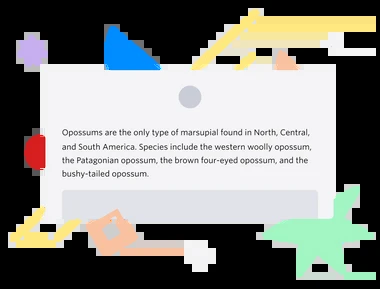 Opossums are the only type of marsupial found in North, Central,
and South America. Species include the western woolly opossum,
the Patagonian opossum, the brown four-eyed opossum, and the
bushy-tailed opossum.